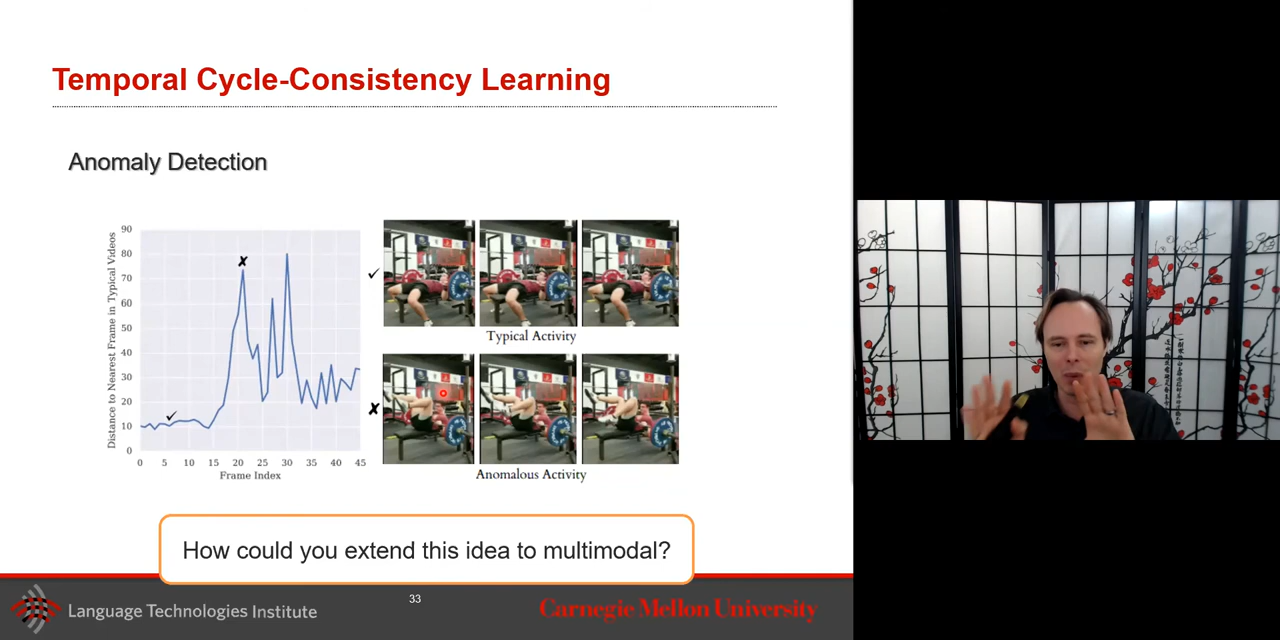 Temporal Cycle-Consistency Learning
Anomaly Detection
Distance to Nearest Frame in Typical Videos
90
80
70
60
50
40
30
20
10
0
0 5 10 15 20 25 30 35 40 45
Frame Index
Typical Activity
Anomalous Activity
How could you extend this idea to multimodal?
Language Technologies Institute
33
Carnegie Mellon University